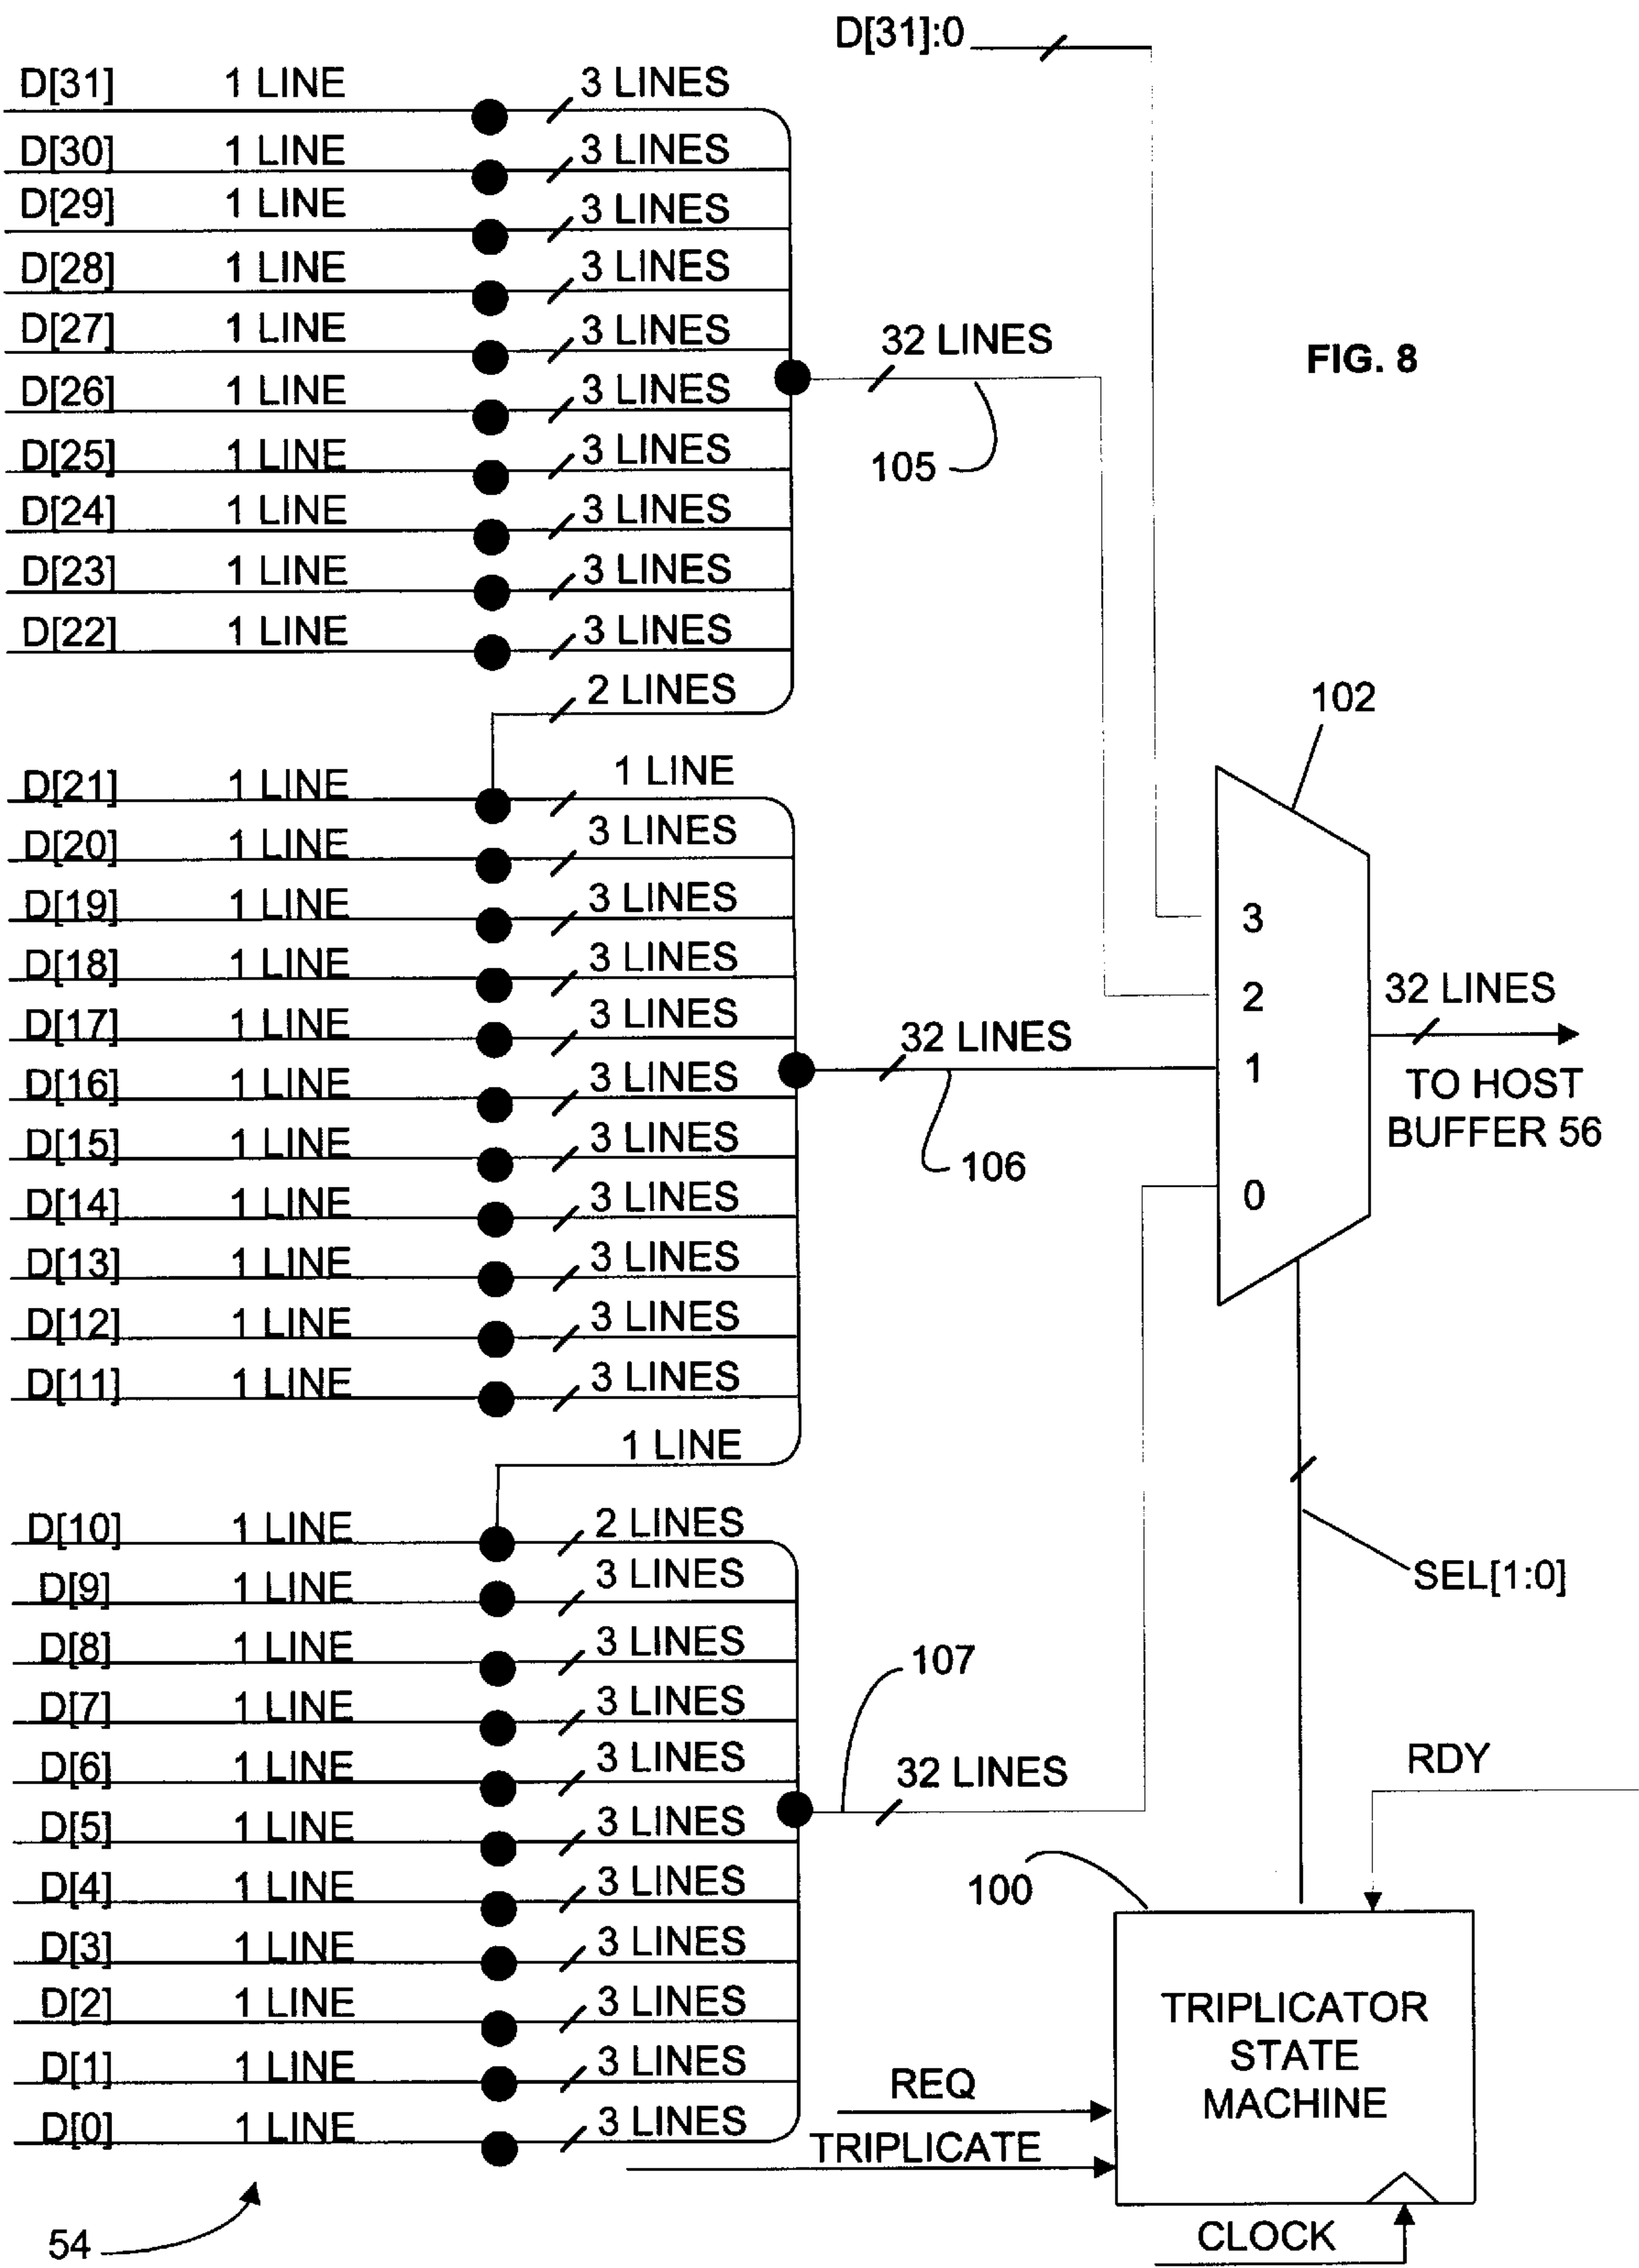 D[31]:0
D[31] 1 LINE 3 LINES
D[30] 1 LINE 3 LINES
D[29] 1 LINE 3 LINES
D[28] 1 LINE 3 LINES
D[27] 1 LINE 3 LINES
32 LINES
FIG. 8
D[26] 1 LINE 3 LINES
D[25] 1 LINE 3 LINES
105
D[24] 1 LINE 3 LINES
D[23] 1 LINE 3 LINES
D[22] 1 LINE 3 LINES
2 LINES
102
D[21] 1 LINE 1 LINE
D[20] 1 LINE 3 LINES
D[19] 1 LINE 3 LINES
3
D[18] 1 LINE 3 LINES
2
32 LINES
D[17] 1 LINE 3 LINES
32 LINES
1
D[16] 1 LINE 3 LINES
TO HOST
BUFFER 56
D[15] 1 LINE 3 LINES
106
D[14] 1 LINE 3 LINES
0
D[13] 1 LINE 3 LINES
D[12] 1 LINE 3 LINES
D[11] 1 LINE 3 LINES
1 LINE
D[10] 1 LINE 2 LINES
D[9] 1 LINE 3 LINES
SEL[1:0]
D[8] 1 LINE 3 LINES
107
D[7] 1 LINE 3 LINES
D[6] 1 LINE 3 LINES
32 LINES
RDY
D[5] 1 LINE 3 LINES
D[4] 1 LINE 3 LINES
100
D[3] 1 LINE 3 LINES
D[2] 1 LINE 3 LINES
TRIPLICATOR
STATE
MACHINE
D[1] 1 LINE 3 LINES
REQ
D[0] 1 LINE 3 LINES
TRIPLICATE
54
CLOCK